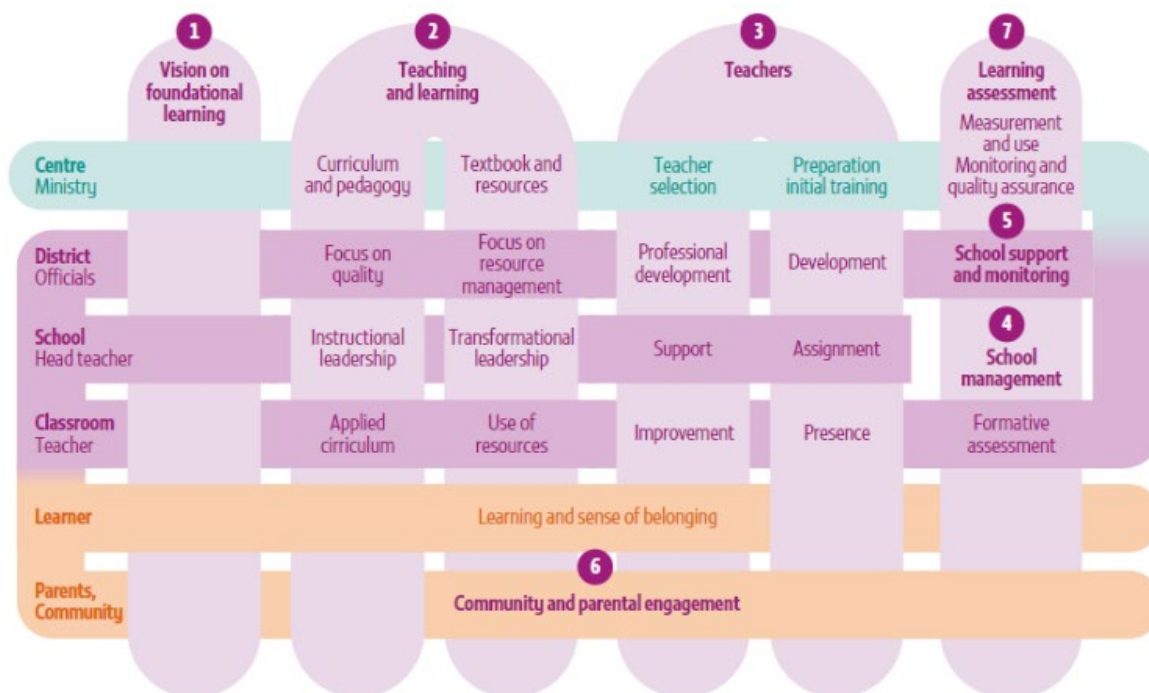 1
Vision on
foundational
learning
2
Teaching
and learning
3
Teachers
7
Learning
assessment
Measurement
and use
Monitoring and
quality assurance
Centre
Ministry
Curriculum
and pedagogy
Textbook and
resources
Teacher
selection
Preparation
initial training
District
Officials
Focus on
quality
Focus on
resource
management
Professional
development
Development
5
School support
and monitoring
School
Head teacher
Instructional
leadership
Transformational
leadership
Support
Assignment
4
School
management
Classroom
Teacher
Applied
cirriculum
Use of
resources
Improvement
Presence
Formative
assessment
Learner
Learning and sense of belonging
Parents,
Community
6
Community and parental engagement